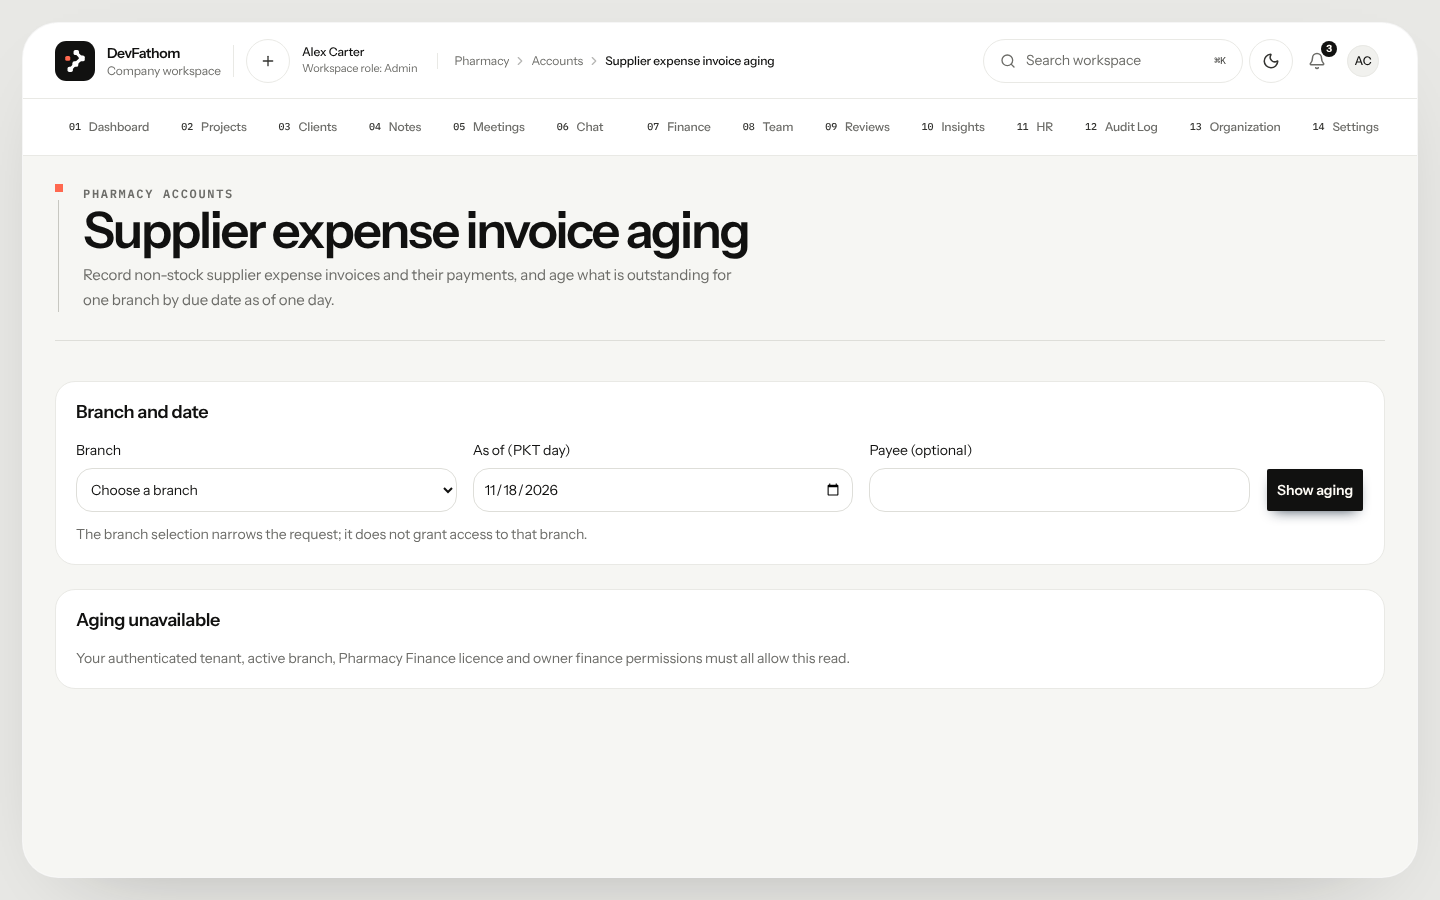 DevFathom
Company workspace
Alex Carter
Workspace role: Admin
Pharmacy > Accounts > Supplier expense invoice aging
Search workspace ⌘K
3
AC
01 Dashboard 02 Projects 03 Clients 04 Notes 05 Meetings 06 Chat 07 Finance 08 Team 09 Reviews 10 Insights 11 HR 12 Audit Log 13 Organization 14 Settings
PHARMACY ACCOUNTS
Supplier expense invoice aging
Record non-stock supplier expense invoices and their payments, and age what is outstanding for
one branch by due date as of one day.
Branch and date
Branch As of (PKT day) Payee (optional)
Choose a branch 11/18/2026 Show aging
The branch selection narrows the request; it does not grant access to that branch.
Aging unavailable
Your authenticated tenant, active branch, Pharmacy Finance licence and owner finance permissions must all allow this read.